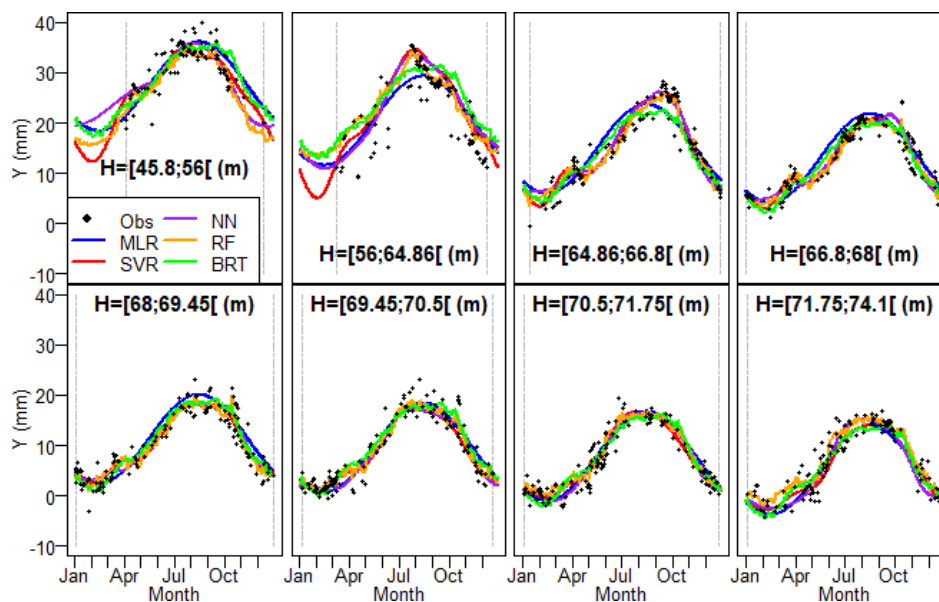 40
30
20
10
0
-10
Y (mm)
H=[45.8;56[ (m)
Obs
NN
MLR
RF
SVR
BRT
H=[56;64.86[ (m)
H=[64.86;66.8[ (m)
H=[66.8;68[ (m)
40
30
20
10
0
-10
Y (mm)
H=[68;69.45[ (m)
H=[69.45;70.5[ (m)
H=[70.5;71.75[ (m)
H=[71.75;74.1[ (m)
Jan Apr Jul Oct
Month
Jan Apr Jul Oct
Month
Jan Apr Jul Oct
Month
Jan Apr Jul Oct
Month